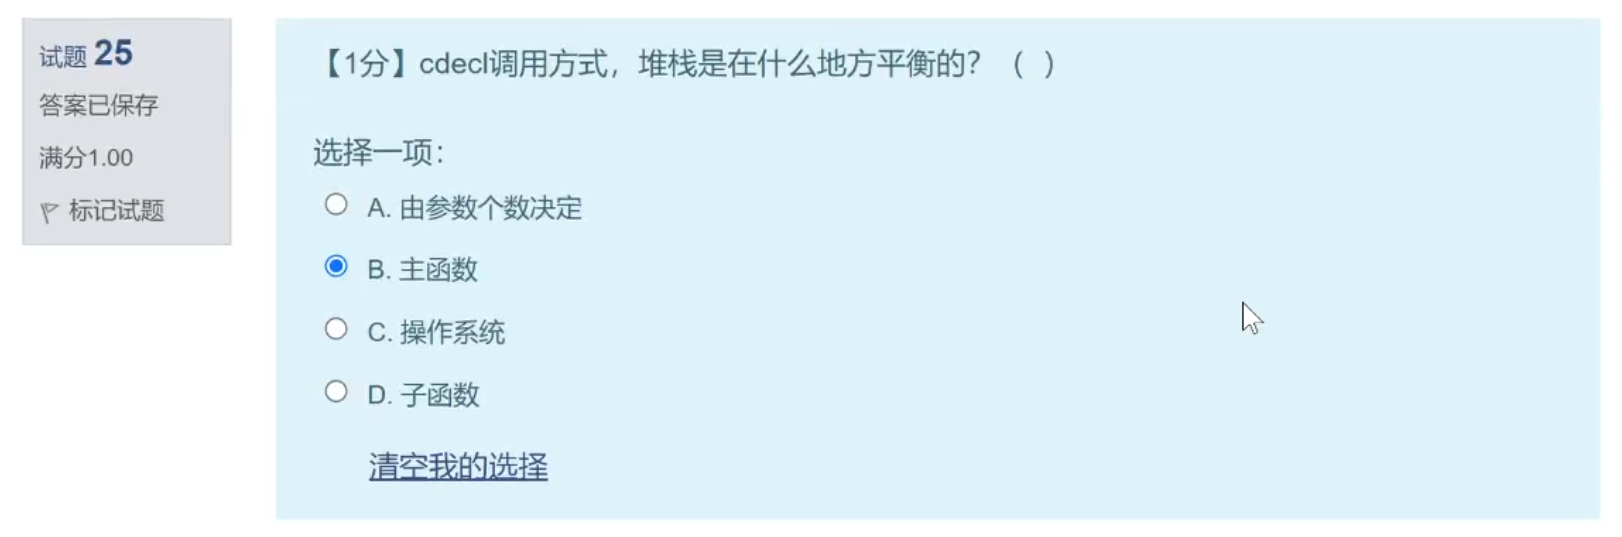 试题 25
答案已保存
满分1.00
标记试题
【1分】cdecl调用方式，堆栈是在什么地方平衡的？（ ）
选择一项：
A. 由参数个数决定
B. 主函数
C. 操作系统
D. 子函数
清空我的选择